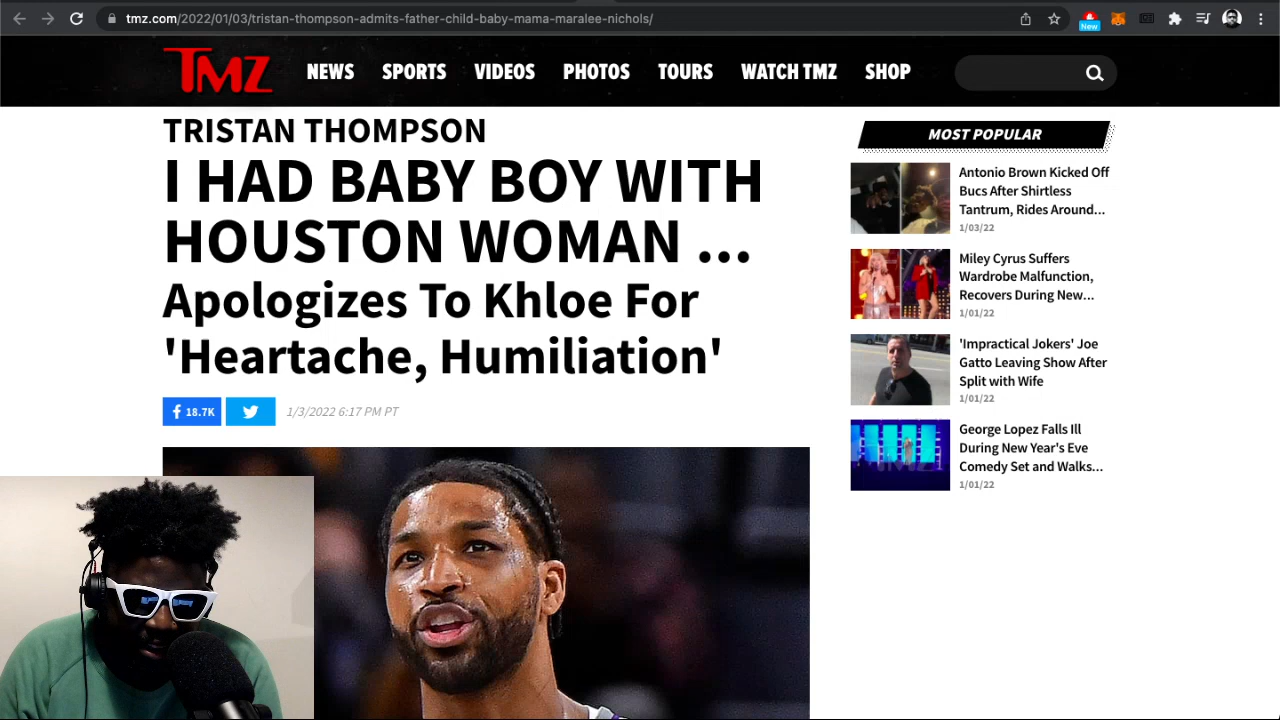 tmz.com/2022/01/03/tristan-thompson-admits-father-child-baby-mama-maralee-nichols/
New
TMZ
NEWS SPORTS VIDEOS PHOTOS TOURS WATCH TMZ SHOP
TRISTAN THOMPSON
I HAD BABY BOY WITH
HOUSTON WOMAN ...
Apologizes To Khloe For
'Heartache, Humiliation'
18.7K
1/3/2022 6:17 PM PT
MOST POPULAR
Antonio Brown Kicked Off
Bucs After Shirtless
Tantrum, Rides Around...
1/03/22
Miley Cyrus Suffers
Wardrobe Malfunction,
Recovers During New...
1/01/22
'Impractical Jokers' Joe
Gatto Leaving Show After
Split with Wife
1/01/22
TMZ
George Lopez Falls Ill
During New Year's Eve
Comedy Set and Walks...
1/01/22